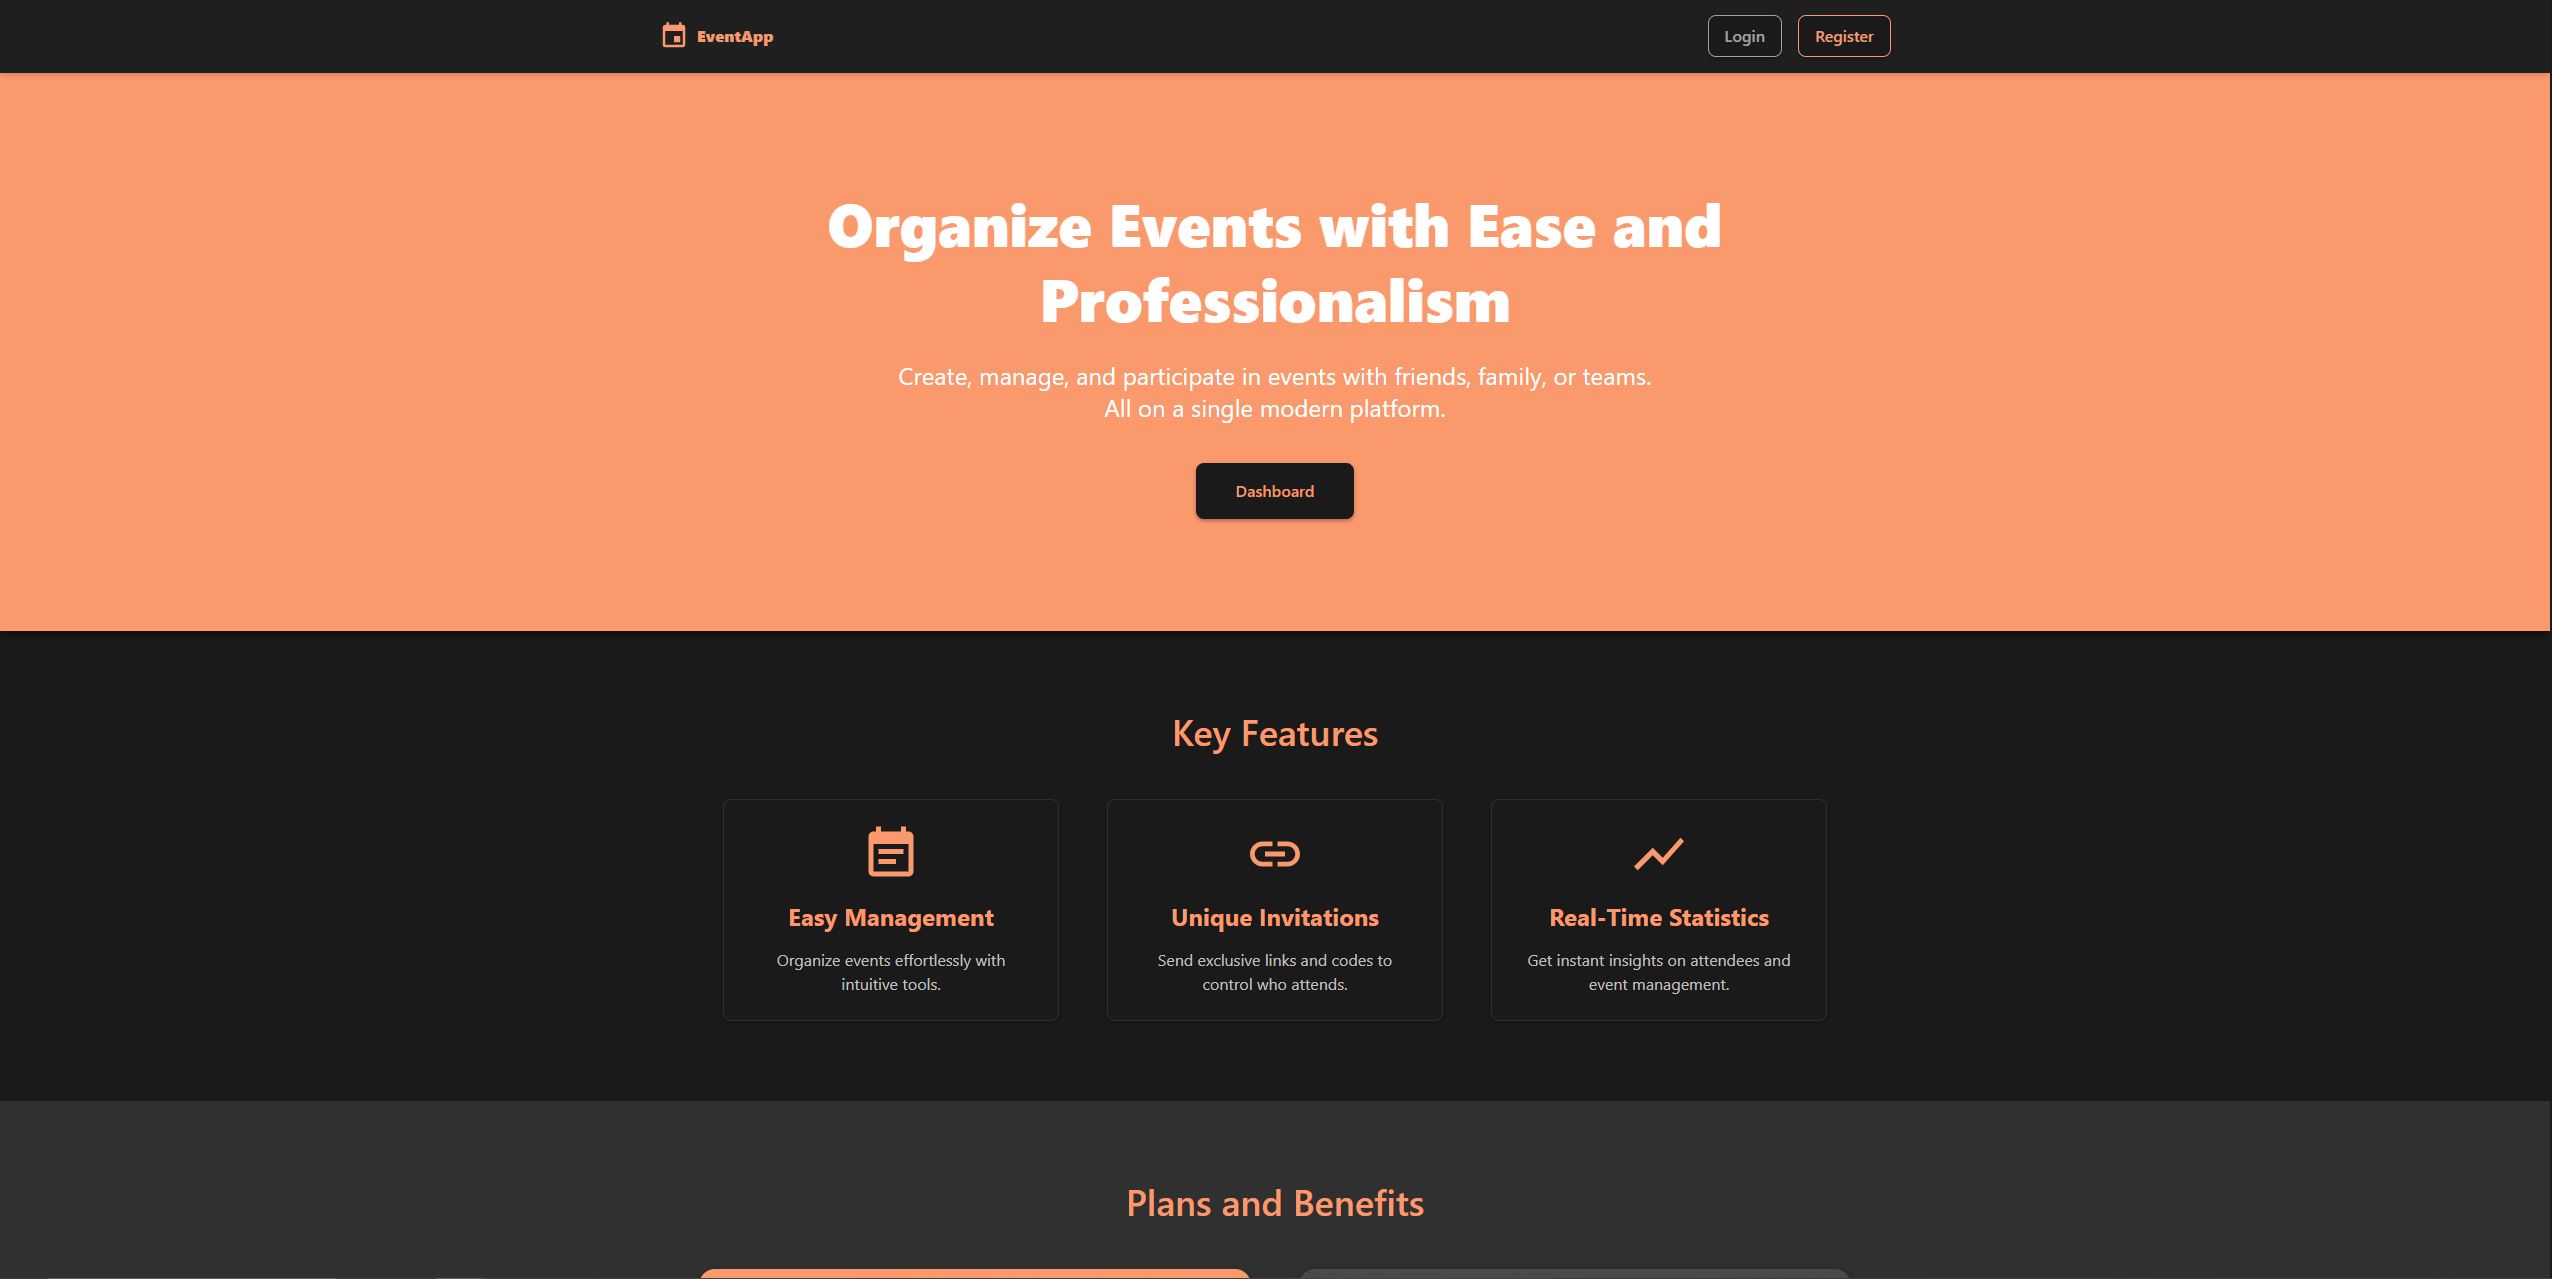 EventApp
Login
Register
Organize Events with Ease and
Professionalism
Create, manage, and participate in events with friends, family, or teams.
All on a single modern platform.
Dashboard
Key Features
Easy Management
Organize events effortlessly with
intuitive tools.
Unique Invitations
Send exclusive links and codes to
control who attends.
Real-Time Statistics
Get instant insights on attendees and
event management.
Plans and Benefits